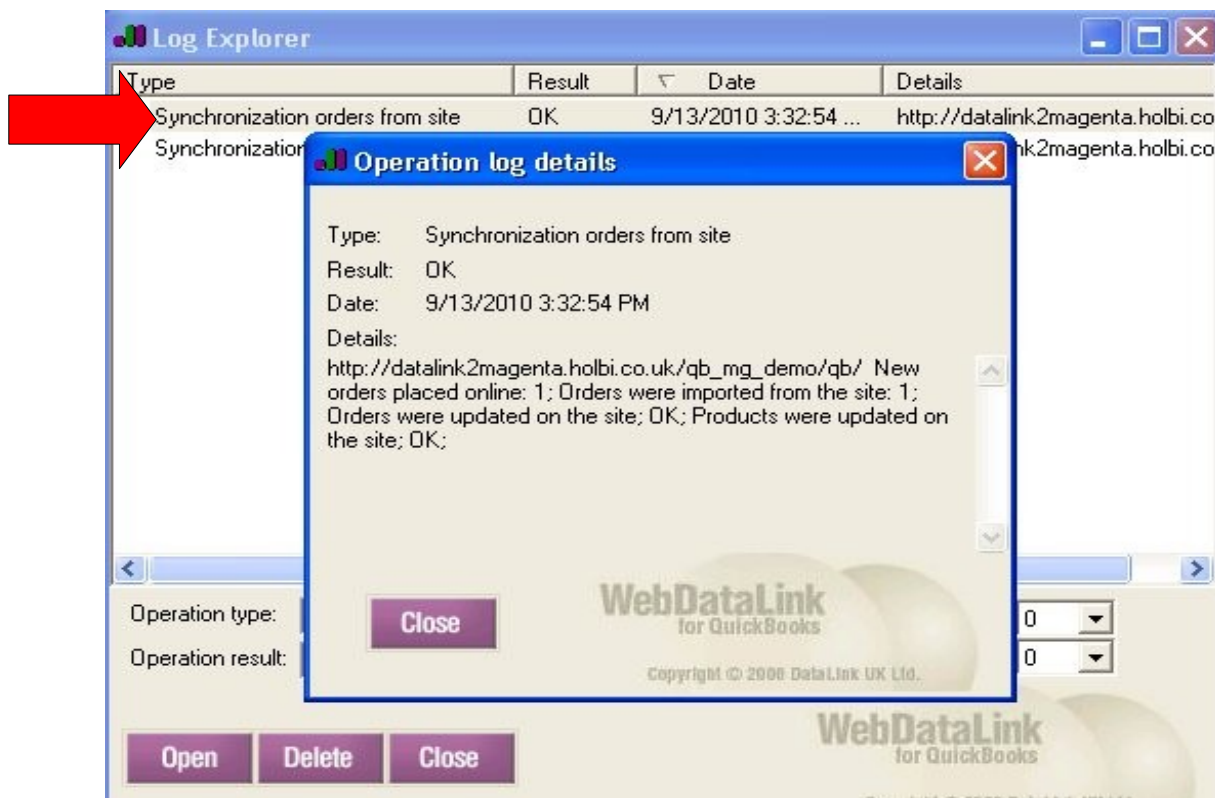 Log Explorer
Type Result Date Details
Synchronization orders from site OK 9/13/2010 3:32:54 ... http://datalink2magenta.holbi.co
Synchronization nk2magenta.holbi.co
Operation log details
Type: Synchronization orders from site
Result: OK
Date: 9/13/2010 3:32:54 PM
Details:
http://datalink2magenta.holbi.co.uk/qb_mg_demo/qb/ New
orders placed online: 1; Orders were imported from the site: 1;
Orders were updated on the site; OK; Products were updated on
the site; OK;
WebDataLink
for QuickBooks
Close
Copyright © 2008 DataLink UK Ltd.
Operation type: 0
Operation result: 0
WebDataLink
for QuickBooks
Open Delete Close